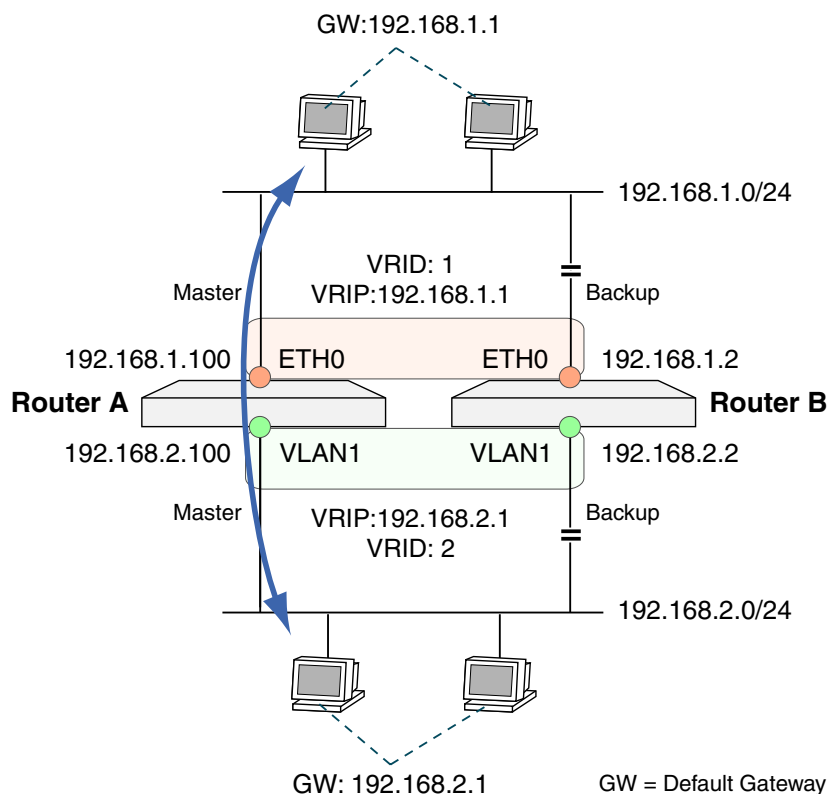 GW:192.168.1.1
192.168.1.0/24
VRID: 1
Master
VRIP:192.168.1.1
Backup
192.168.1.100
ETH0
ETH0
192.168.1.2
Router A
Router B
192.168.2.100
VLAN1
VLAN1
192.168.2.2
Master
VRIP:192.168.2.1
Backup
VRID: 2
192.168.2.0/24
GW: 192.168.2.1
GW = Default Gateway